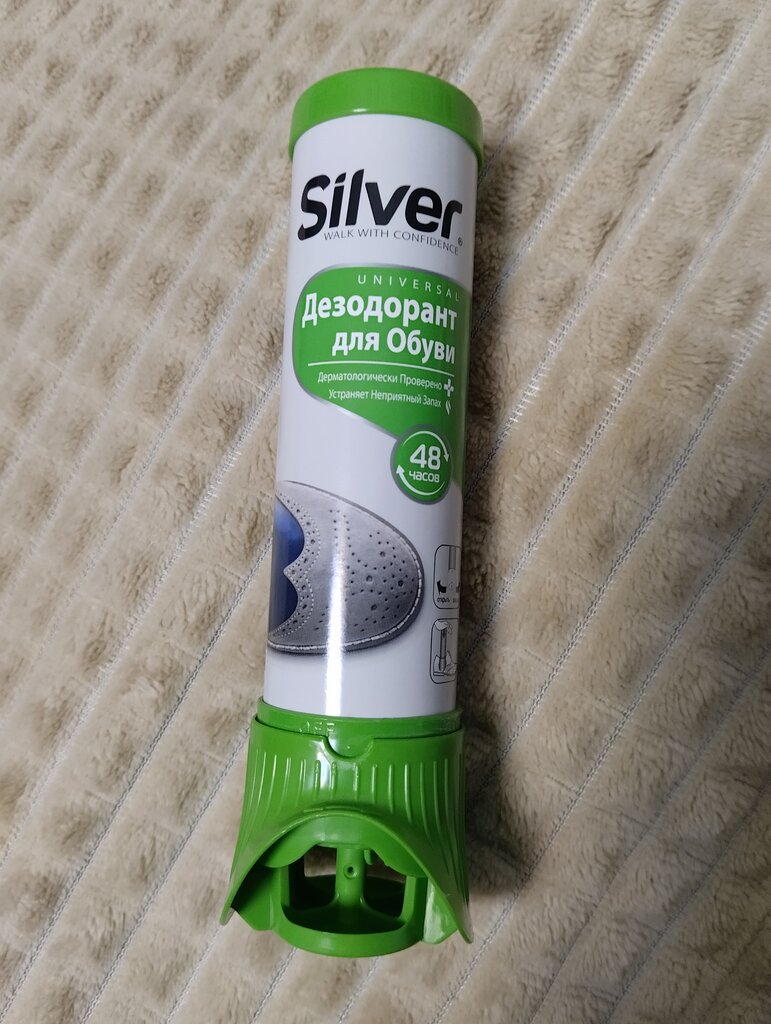 Silver®
WALK WITH CONFIDENCE
UNIVERSAL
Дезодорант
для Обуви
Дерматологически Проверено
Устраняет Неприятный Запах
48
часов